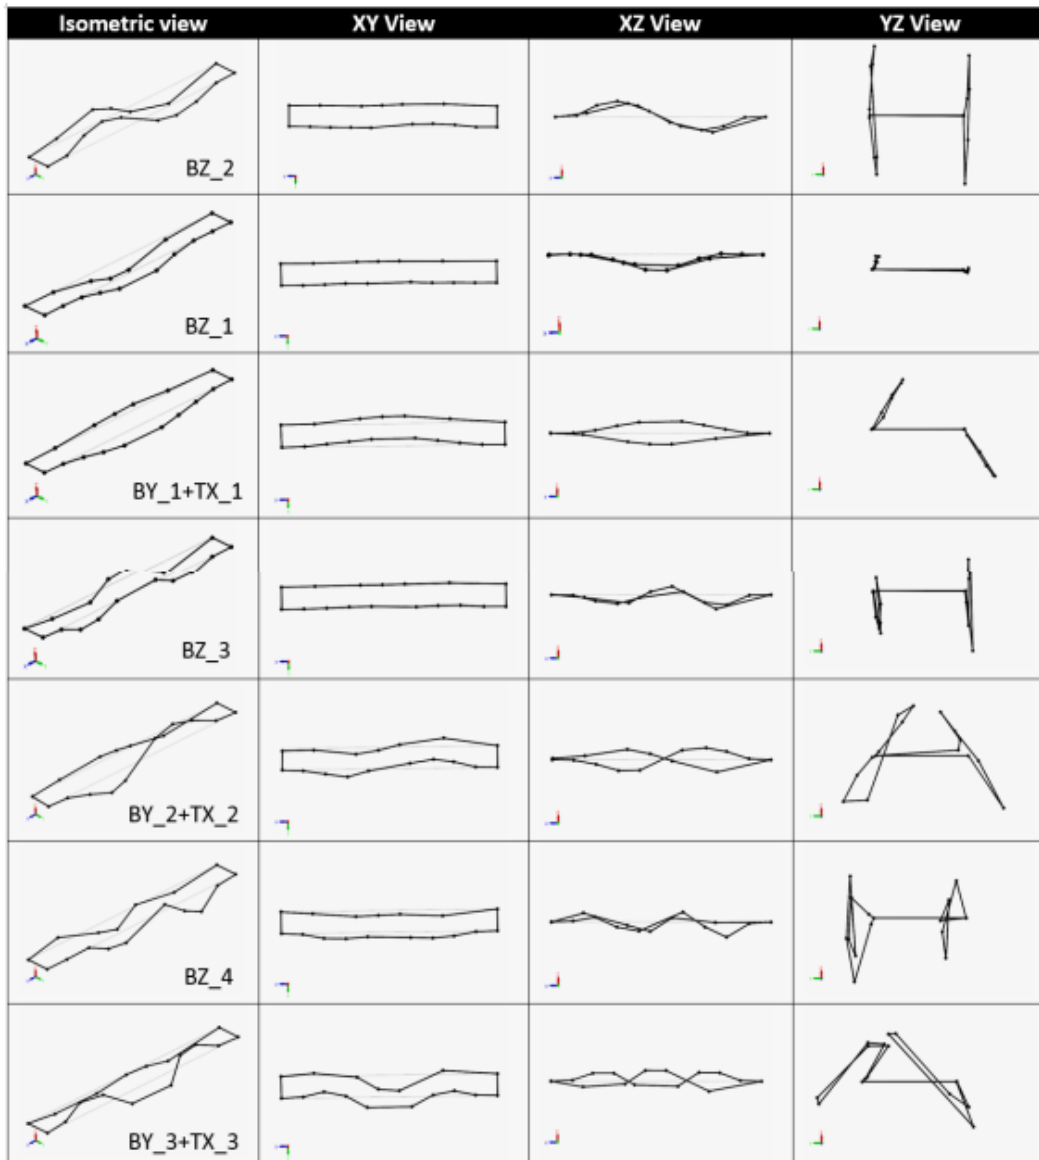 Isometric view XY View XZ View YZ View
BZ_2
BZ_1
BY_1+TX_1
BZ_3
BY_2+TX_2
BZ_4
BY_3+TX_3